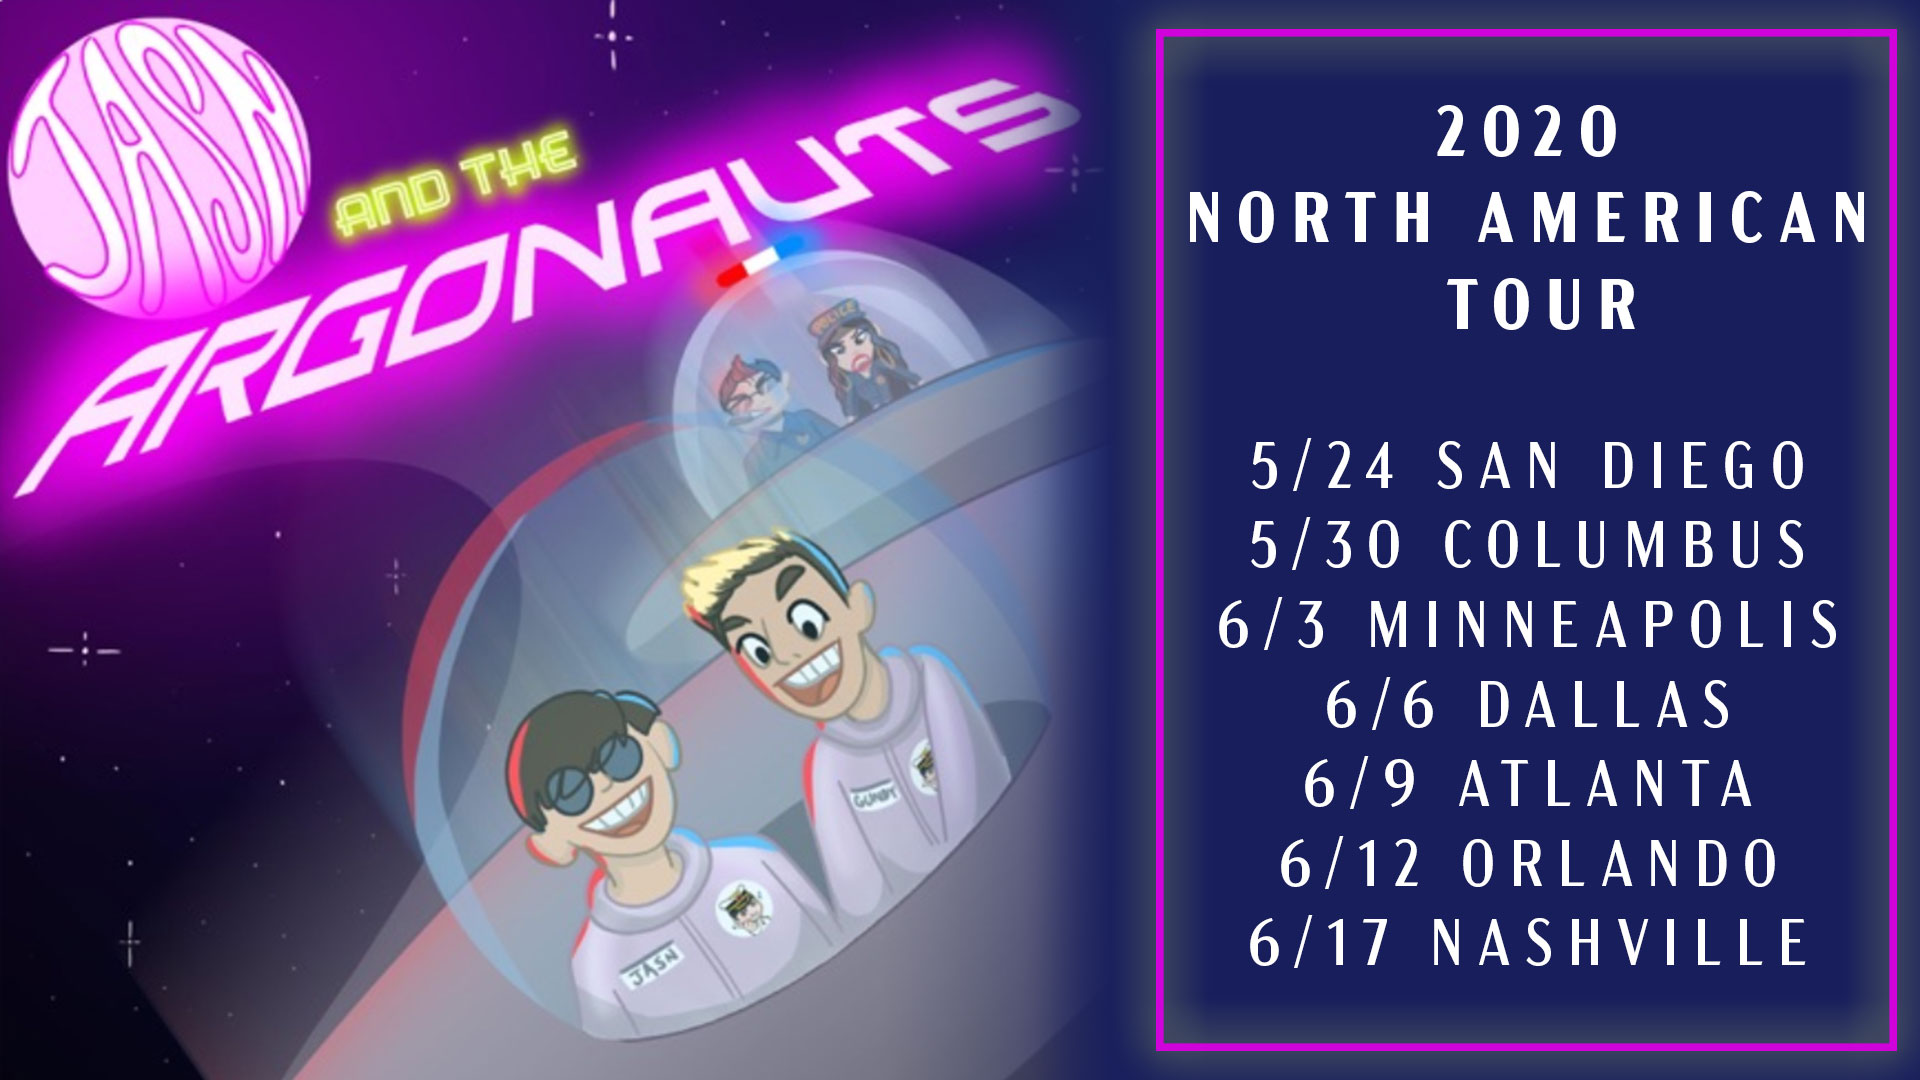 JASN
AND THE
ARGONAUTS
POLICE
GUNDY
JASN
2020
NORTH AMERICAN
TOUR
5/24 SAN DIEGO
5/30 COLUMBUS
6/3 MINNEAPOLIS
6/6 DALLAS
6/9 ATLANTA
6/12 ORLANDO
6/17 NASHVILLE